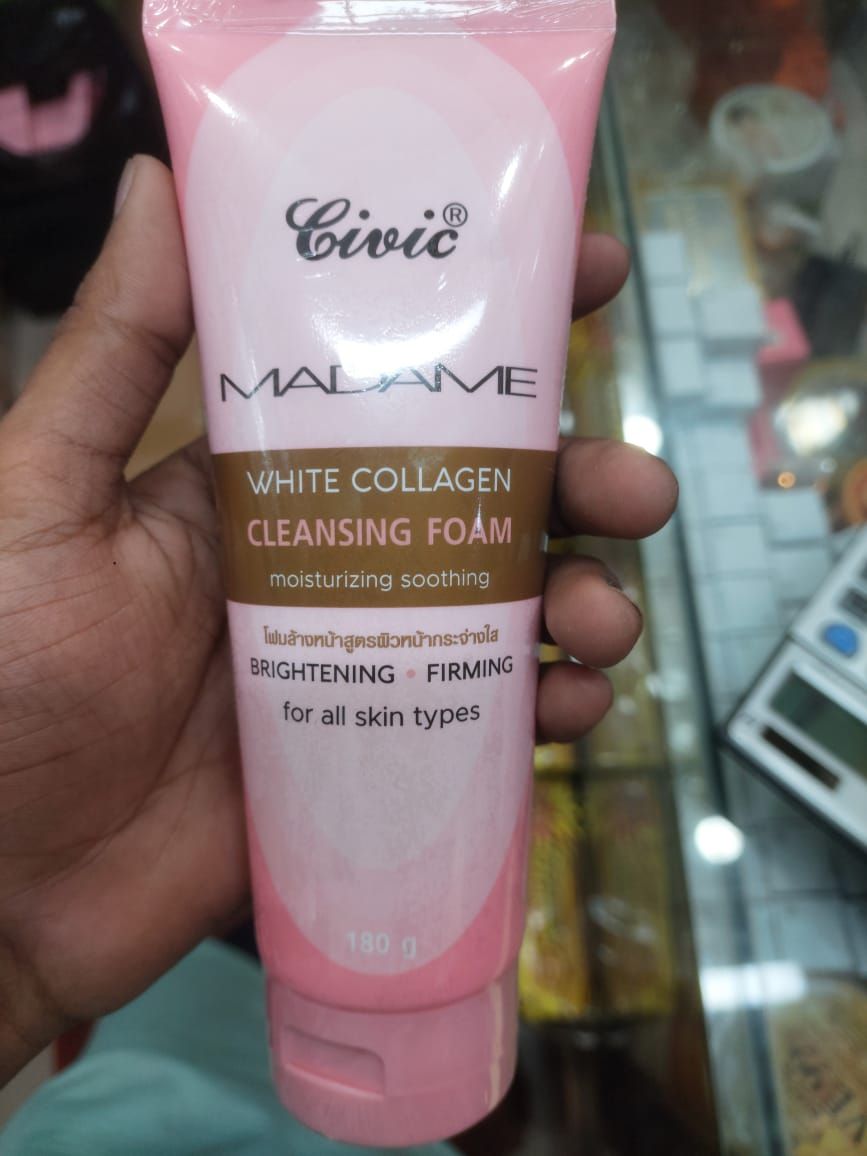 Civic®
MADAME
WHITE COLLAGEN
CLEANSING FOAM
moisturizing soothing
โฟมล้างหน้าสูตรผิวหน้ากระจ่างใส
BRIGHTENING • FIRMING
for all skin types
180 g